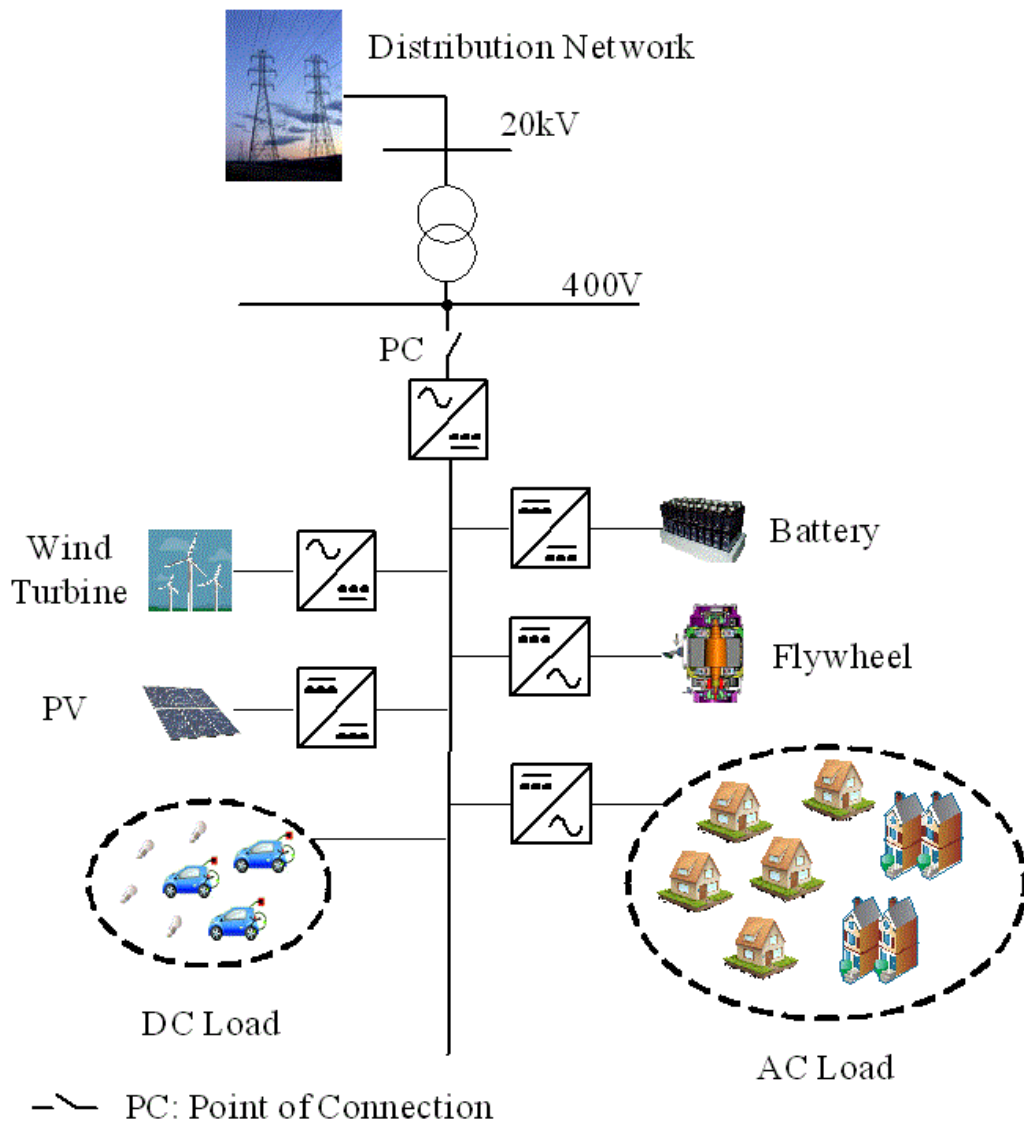 Distribution Network
20kV
400V
PC
Wind
Turbine
Battery
Flywheel
PV
DC Load
AC Load
PC: Point of Connection